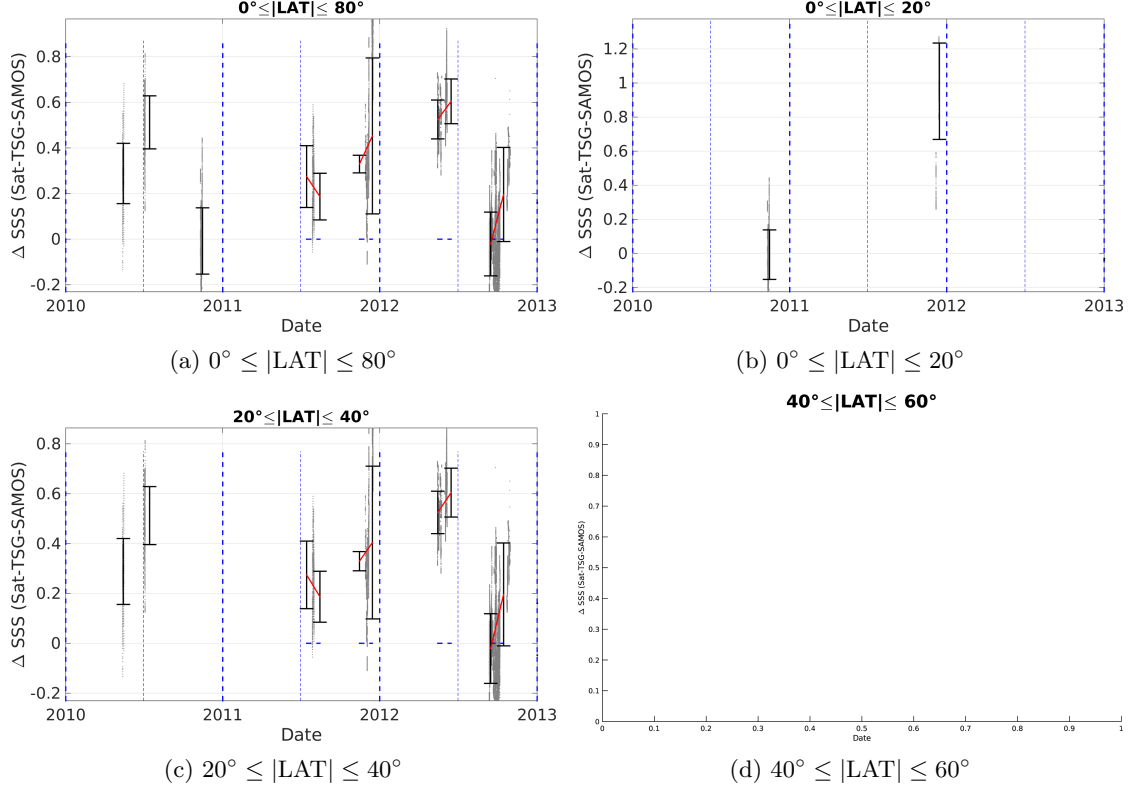 0°≤|LAT|≤ 80°
Δ SSS (Sat-TSG-SAMOS)
0.8
0.6
0.4
0.2
0
-0.2
2010 2011 2012 2013
Date
(a) 0° ≤ |LAT| ≤ 80°
0°≤|LAT|≤ 20°
Δ SSS (Sat-TSG-SAMOS)
1.2
1
0.8
0.6
0.4
0.2
0
-0.2
2010 2011 2012 2013
Date
(b) 0° ≤ |LAT| ≤ 20°
20°≤|LAT|≤ 40°
Δ SSS (Sat-TSG-SAMOS)
0.8
0.6
0.4
0.2
0
-0.2
2010 2011 2012 2013
Date
(c) 20° ≤ |LAT| ≤ 40°
40°≤|LAT|≤ 60°
Δ SSS (Sat-TSG-SAMOS)
1
0.9
0.8
0.7
0.6
0.5
0.4
0.3
0.2
0.1
0
0 0.1 0.2 0.3 0.4 0.5 0.6 0.7 0.8 0.9 1
Date
(d) 40° ≤ |LAT| ≤ 60°